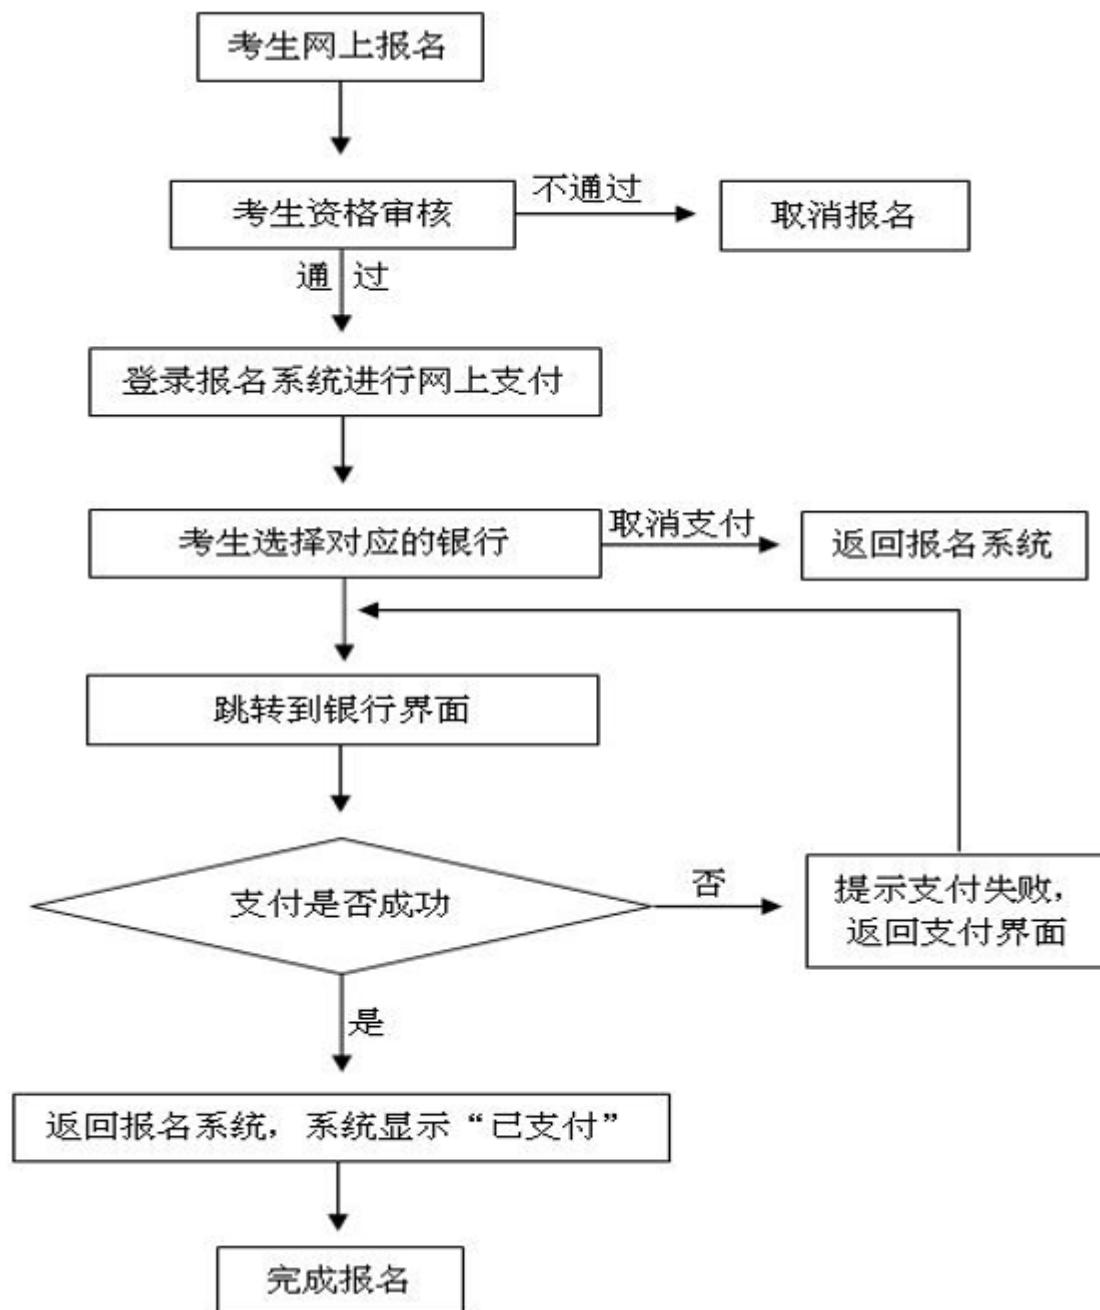 考生网上报名
考生资格审核
不通过
取消报名
通过
登录报名系统进行网上支付
考生选择对应的银行
取消支付
返回报名系统
跳转到银行界面
支付是否成功
否
提示支付失败，
返回支付界面
是
返回报名系统，系统显示“已支付”
完成报名